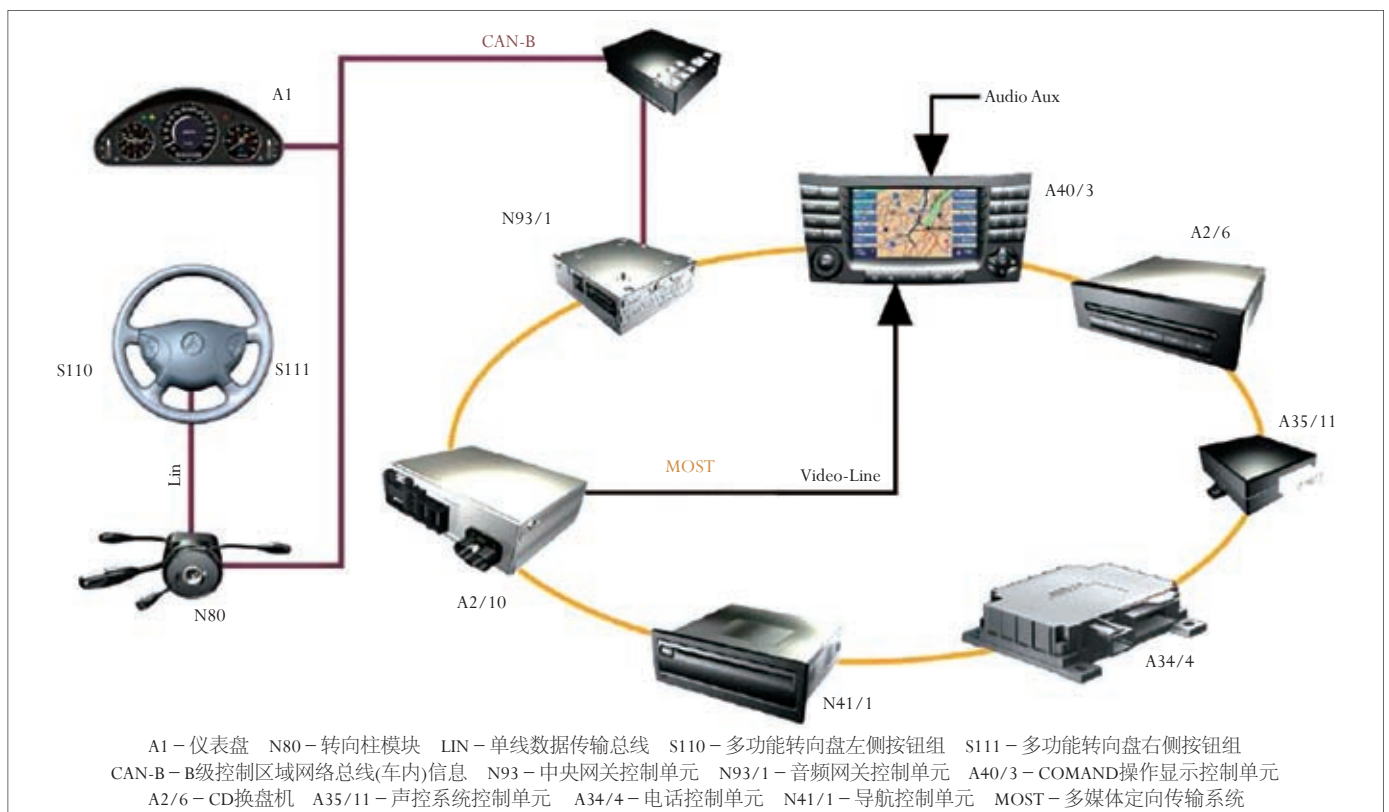 CAN-B
A1
Audio Aux
A40/3
N93/1
A2/6
S110
S111
A35/11
MOST
Video-Line
Lin
A2/10
N80
A34/4
N41/1
A1－仪表盘 N80－转向柱模块 LIN－单线数据传输总线 S110－多功能转向盘左侧按钮组 S111－多功能转向盘右侧按钮组
CAN-B－B级控制区域网络总线(车内)信息 N93－中央网关控制单元 N93/1－音频网关控制单元 A40/3－COMAND操作显示控制单元
A2/6－CD换盘机 A35/11－声控系统控制单元 A34/4－电话控制单元 N41/1－导航控制单元 MOST－多媒体定向传输系统